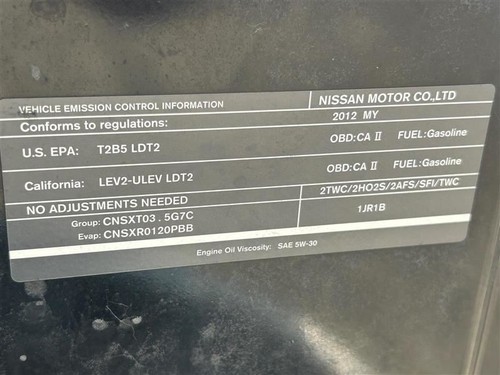 VEHICLE EMISSION CONTROL INFORMATION NISSAN MOTOR CO.,LTD
Conforms to regulations: 2012 MY
U.S. EPA: T2B5 LDT2 OBD:CA II FUEL:Gasoline
California: LEV2-ULEV LDT2 OBD:CA II FUEL:Gasoline
NO ADJUSTMENTS NEEDED 2TWC/2HO2S/2AFS/SFI/TWC
Group: CNSXT03.5G7C 1JR1B
Evap: CNSXR0120PBB
Engine Oil Viscosity: SAE 5W-30